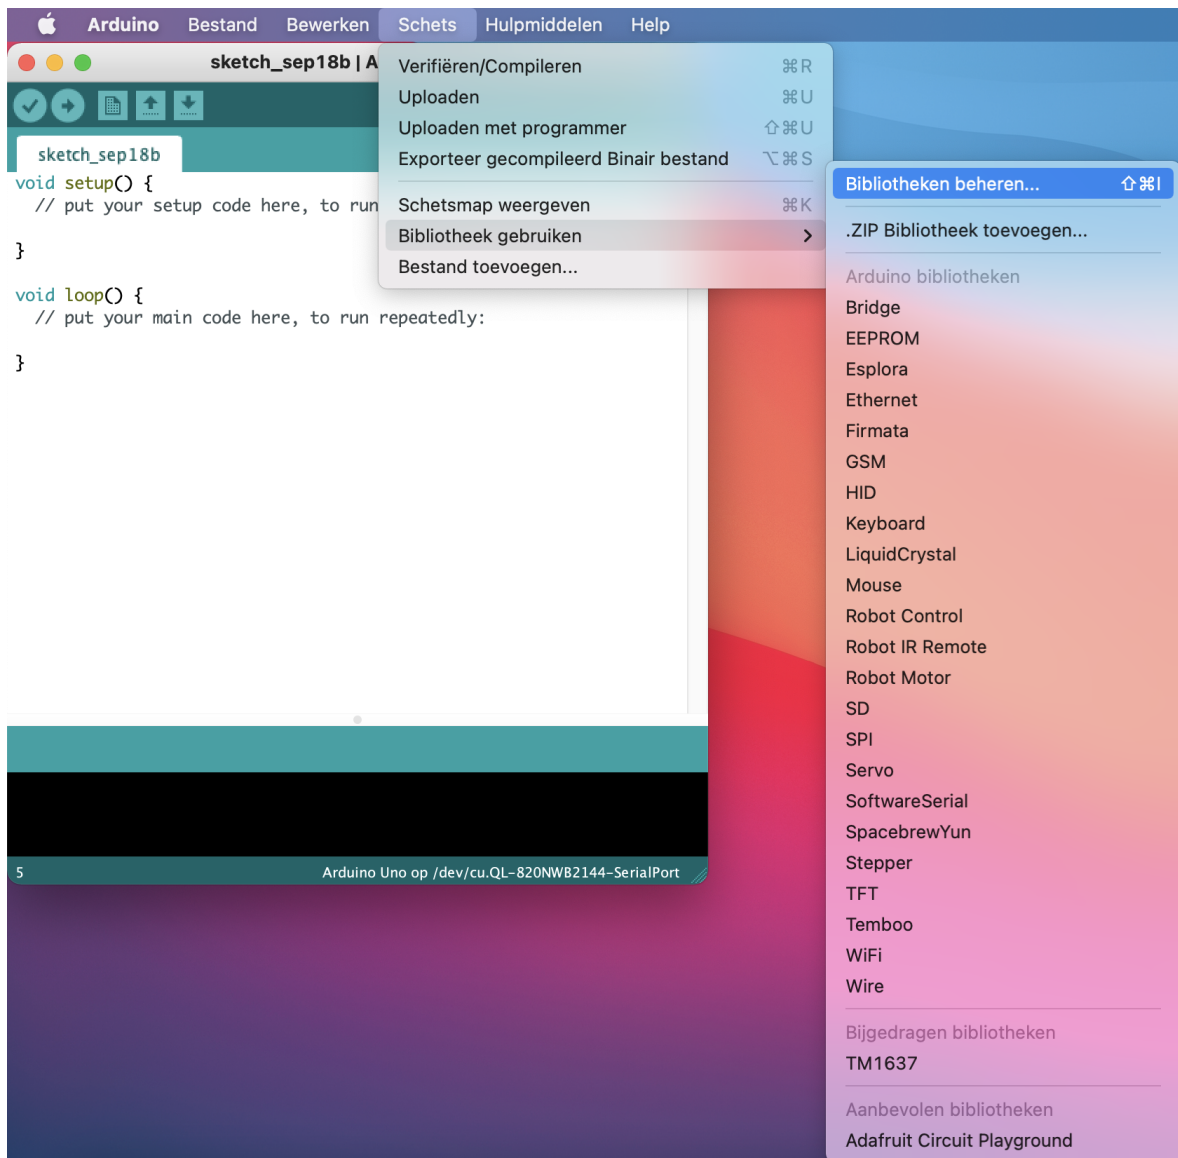 Arduino Bestand Bewerken Schets Hulpmiddelen Help
sketch_sep18b | A
sketch_sep18b
void setup() {
// put your setup code here, to run
}
void loop() {
// put your main code here, to run repeatedly:
}
5 Arduino Uno op /dev/cu.QL-820NWB2144-SerialPort
Verifiëren/Compileren ⌘R
Uploaden ⌘U
Uploaden met programmer ⇧⌘U
Exporteer gecompileerd Binair bestand ⌥⌘S
Schetsmap weergeven ⌘K
Bibliotheek gebruiken
Bestand toevoegen...
Bibliotheken beheren... ⇧⌘I
.ZIP Bibliotheek toevoegen...
Arduino bibliotheken
Bridge
EEPROM
Esplora
Ethernet
Firmata
GSM
HID
Keyboard
LiquidCrystal
Mouse
Robot Control
Robot IR Remote
Robot Motor
SD
SPI
Servo
SoftwareSerial
SpacebrewYun
Stepper
TFT
Temboo
WiFi
Wire
Bijgedragen bibliotheken
TM1637
Aanbevolen bibliotheken
Adafruit Circuit Playground